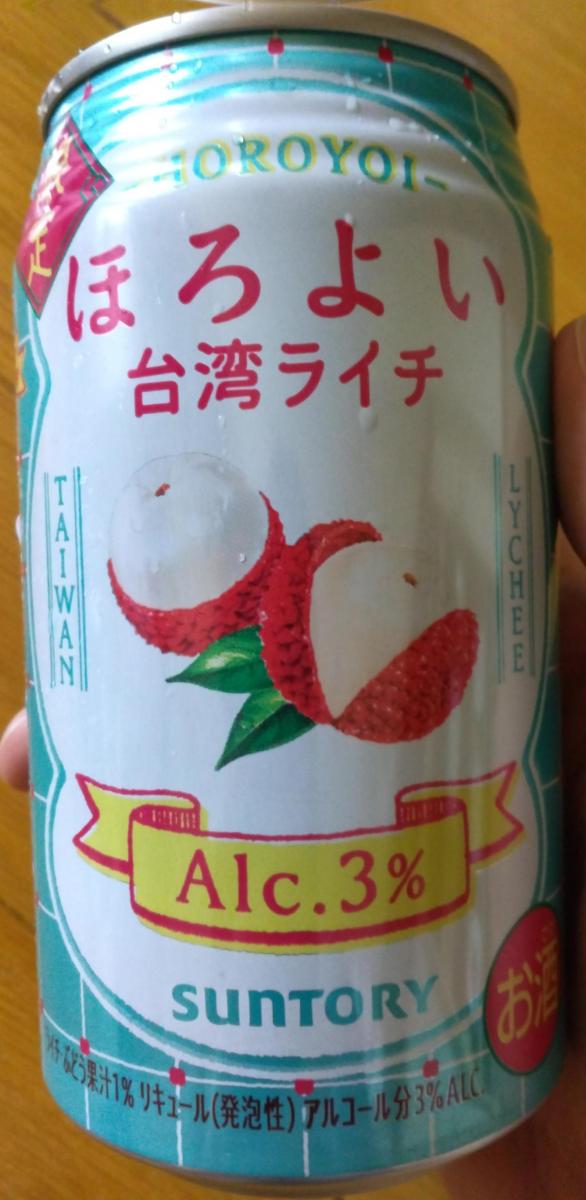 -HOROYOI-
限定
ほろよい
台湾ライチ
TAIWAN
LYCHEE
Alc.3%
SUNTORY
お酒
ライチ・ぶどう果汁1% リキュール(発泡性) アルコール分3%ALC.